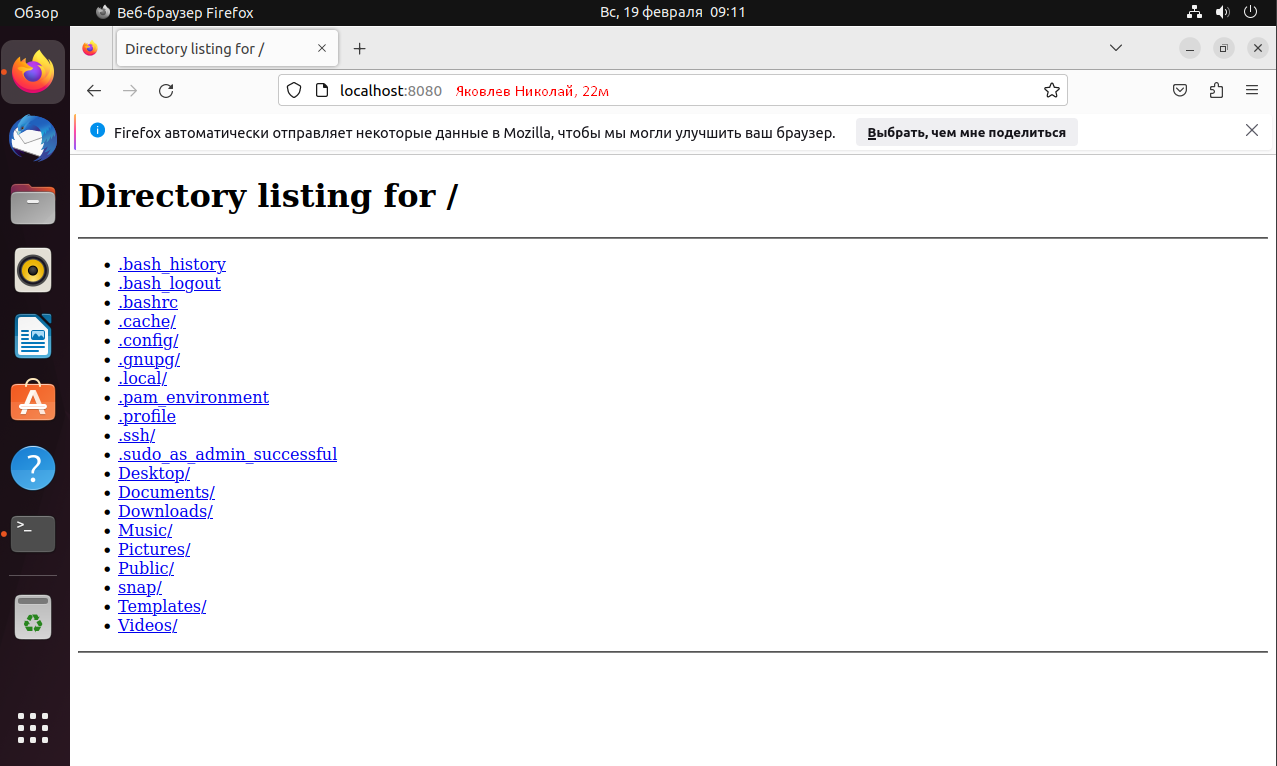 Обзор Веб-браузер Firefox Вс, 19 февраля 09:11
Directory listing for /
localhost:8080 Яковлев Николай, 22м
Firefox автоматически отправляет некоторые данные в Mozilla, чтобы мы могли улучшить ваш браузер. Выбрать, чем мне поделиться
Directory listing for /
.bash_history
.bash_logout
.bashrc
.cache/
.config/
.gnupg/
.local/
.pam_environment
.profile
.ssh/
.sudo_as_admin_successful
Desktop/
Documents/
Downloads/
Music/
Pictures/
Public/
snap/
Templates/
Videos/